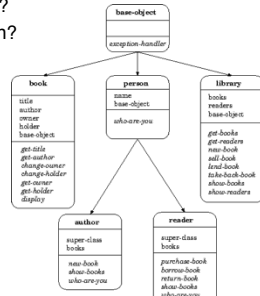 ?
n?
base-object
exception-handler
book
title
author
owner
holder
base-object
get-title
get-author
change-owner
change-holder
get-owner
get-holder
display
person
name
base-object
who-are-you
library
books
readers
base-object
get-books
get-readers
new-book
sell-book
lend-book
take-back-book
show-books
show-readers
author
super-class
books
new-book
show-books
who-are-you
reader
super-class
books
purchase-book
borrow-book
return-book
show-books
who-are-you